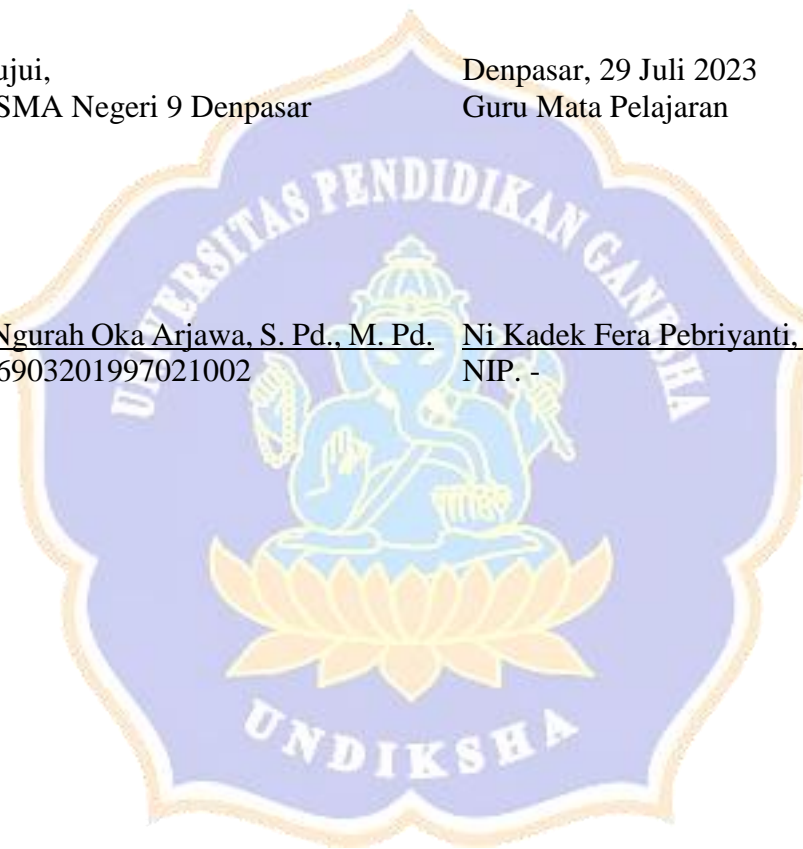 ujui,
SMA Negeri 9 Denpasar
Denpasar, 29 Juli 2023
Guru Mata Pelajaran
Ngurah Oka Arjawa, S. Pd., M. Pd.
6903201997021002
Ni Kadek Fera Pebriyanti,
NIP. -
UNIVERSITAS PENDIDIKAN GANESHA
UNDIKSHA